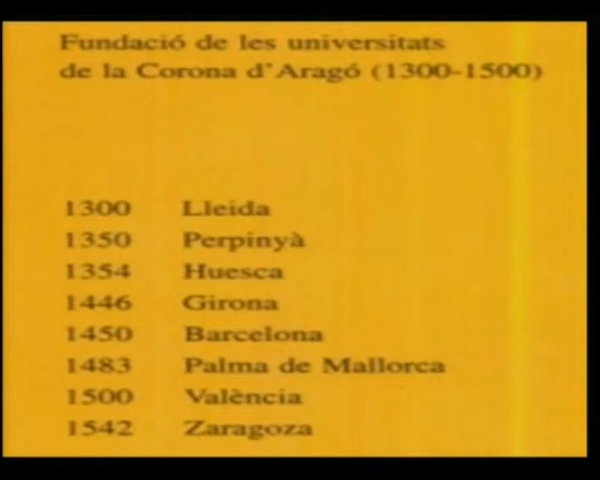 Fundació de les universitats
de la Corona d'Aragó (1300-1500)
1300 Lleida
1350 Perpinyà
1354 Huesca
1446 Girona
1450 Barcelona
1483 Palma de Mallorca
1500 València
1542 Zaragoza